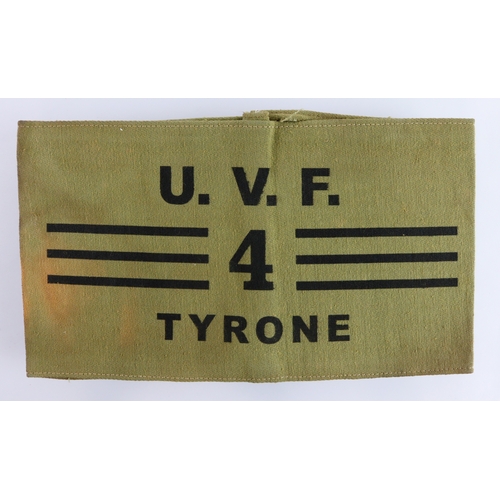 U. V. F.
4
TYRONE